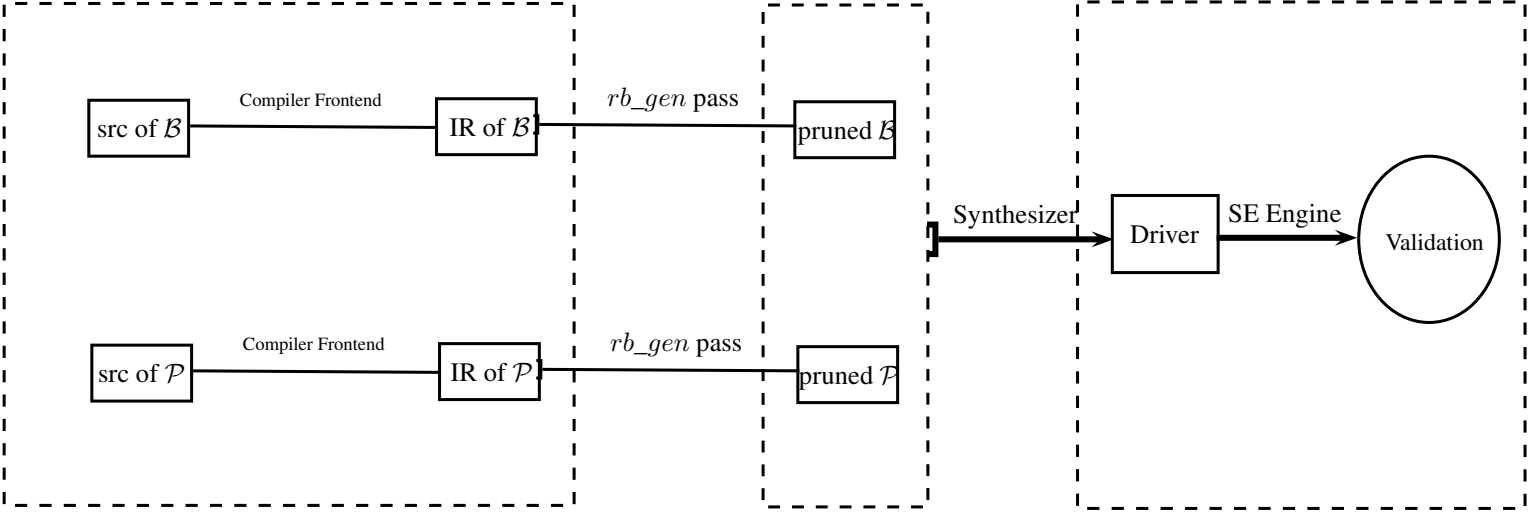 Compiler Frontend
rb_gen pass
src of ℬ
IR of ℬ
pruned ℬ
Synthesizer
SE Engine
Driver
Validation
Compiler Frontend
rb_gen pass
src of 𝒫
IR of 𝒫
pruned 𝒫